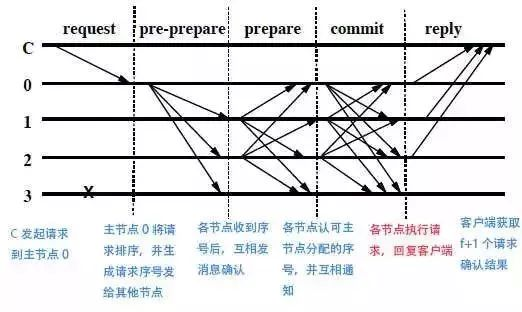 request pre-prepare prepare commit reply
C
0
1
2
3
X
C 发起请求
到主节点 0
主节点 0 将请
求排序，并生
成请求序号发
给其他节点
各节点收到序
号后，互相发
消息确认
各节点认可主
节点分配的序
号，并互相通
知
各节点执行请
求，回复客户端
客户端获取
f+1 个请求
确认结果